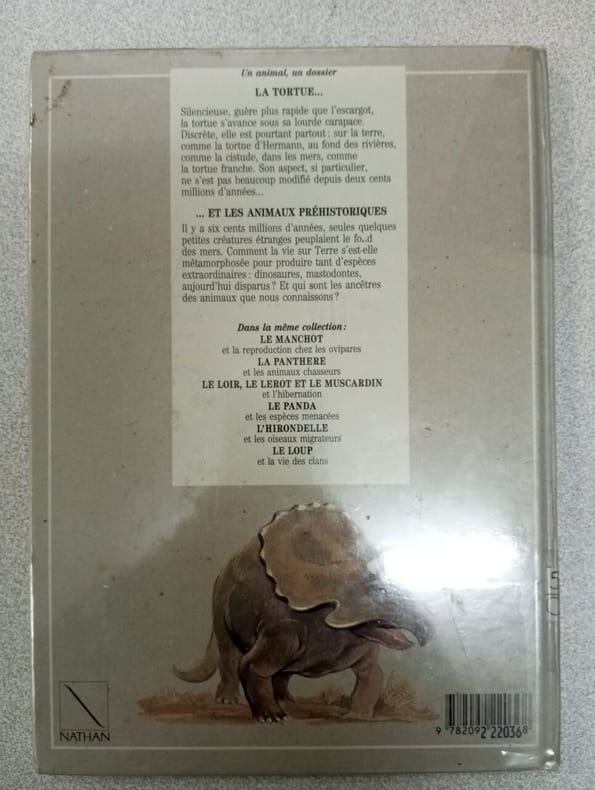 Un animal, un dossier
LA TORTUE...
Silencieuse, guère plus rapide que l'escargot,
la tortue s'avance sous sa lourde carapace.
Discrète, elle est pourtant partout : sur la terre,
comme la tortue d'Hermann, au fond des rivières,
comme la cistude, dans les mers, comme
la tortue franche. Son aspect, si particulier,
ne s'est pas beaucoup modifié depuis deux cents
millions d'années...
... ET LES ANIMAUX PRÉHISTORIQUES
Il y a six cents millions d'années, seules quelques
petites créatures étranges peuplaient le fond
des mers. Comment la vie sur Terre s'est-elle
métamorphosée pour produire tant d'espèces
extraordinaires : dinosaures, mastodontes,
aujourd'hui disparus ? Et qui sont les ancêtres
des animaux que nous connaissons ?
Dans la même collection :
LE MANCHOT
et la reproduction chez les ovipares
LA PANTHERE
et les animaux chasseurs
LE LOIR, LE LEROT ET LE MUSCARDIN
et l'hibernation
LE PANDA
et les espèces menacées
L'HIRONDELLE
et les oiseaux migrateurs
LE LOUP
et la vie des clans
NATHAN
9 782092 220368